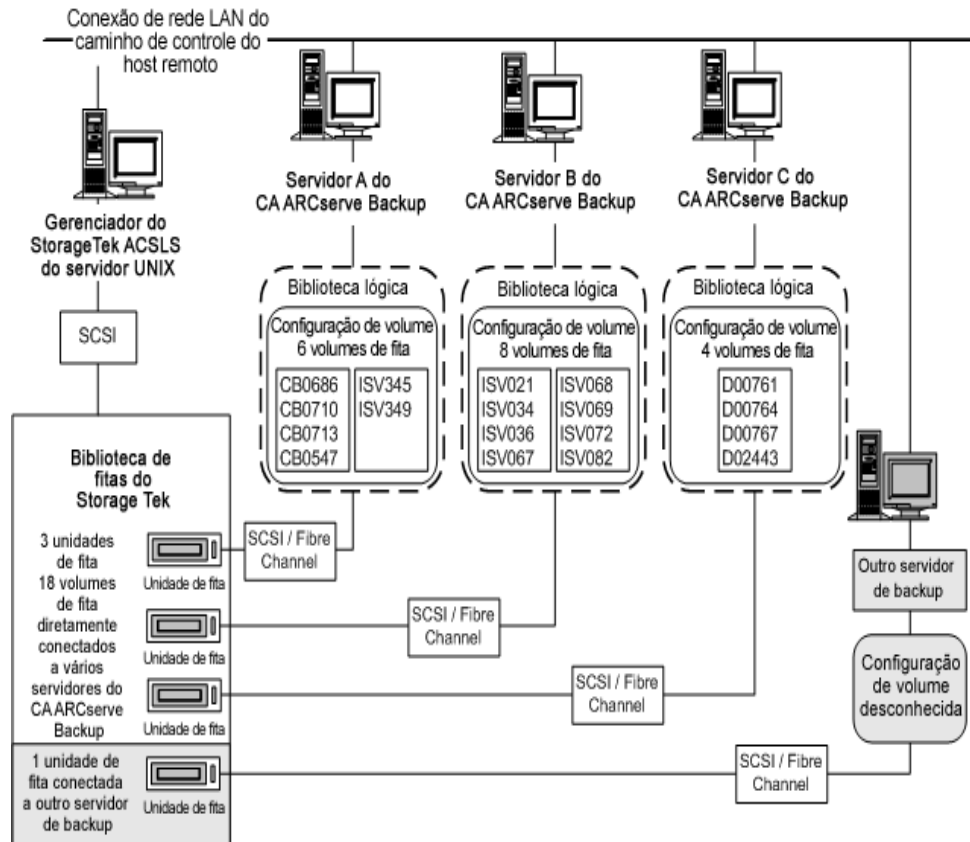 Conexão de rede LAN do
caminho de controle do
host remoto
Gerenciador do
StorageTek ACSLS
do servidor UNIX
SCSI
Servidor A do
CA ARCserve Backup
Servidor B do
CA ARCserve Backup
Servidor C do
CA ARCserve Backup
Biblioteca lógica
Configuração de volume
6 volumes de fita
CB0686
CB0710
CB0713
CB0547
ISV345
ISV349
Biblioteca lógica
Configuração de volume
8 volumes de fita
ISV021
ISV034
ISV036
ISV067
ISV068
ISV069
ISV072
ISV082
Biblioteca lógica
Configuração de volume
4 volumes de fita
D00761
D00764
D00767
D02443
Outro servidor
de backup
Configuração
de volume
desconhecida
Biblioteca de
fitas do
Storage Tek
3 unidades
de fita
18 volumes
de fita
diretamente
conectados
a vários
servidores do
CA ARCserve
Backup
Unidade de fita
Unidade de fita
Unidade de fita
SCSI / Fibre
Channel
SCSI / Fibre
Channel
SCSI / Fibre
Channel
1 unidade de
fita conectada
a outro servidor
de backup
Unidade de fita
SCSI / Fibre
Channel